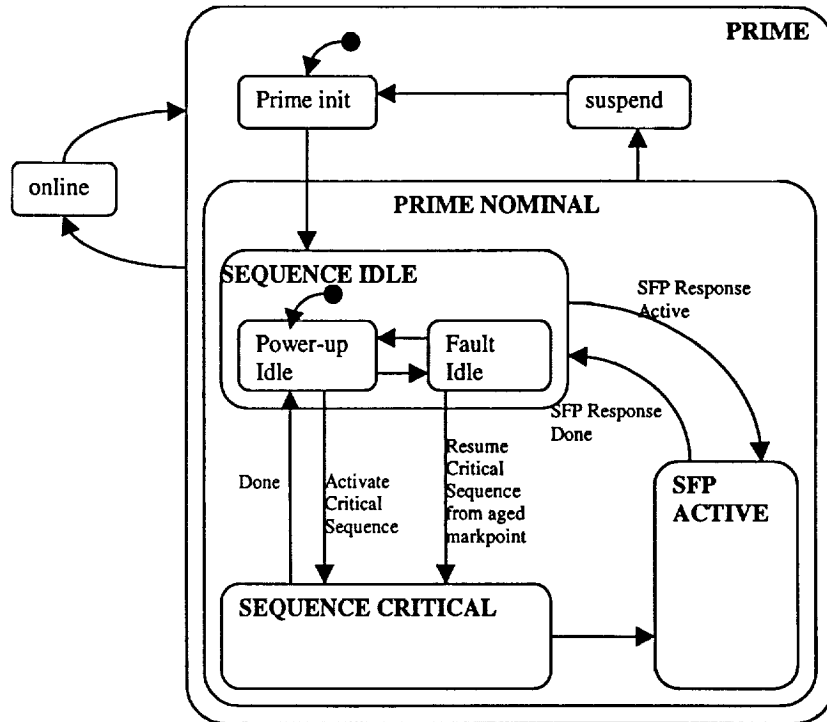 PRIME
Prime init
suspend
online
PRIME NOMINAL
SEQUENCE IDLE
SFP Response
Active
Power-up
Idle
Fault
Idle
SFP Response
Done
Done
Activate
Critical
Sequence
Resume
Critical
Sequence
from aged
markpoint
SFP
ACTIVE
SEQUENCE CRITICAL